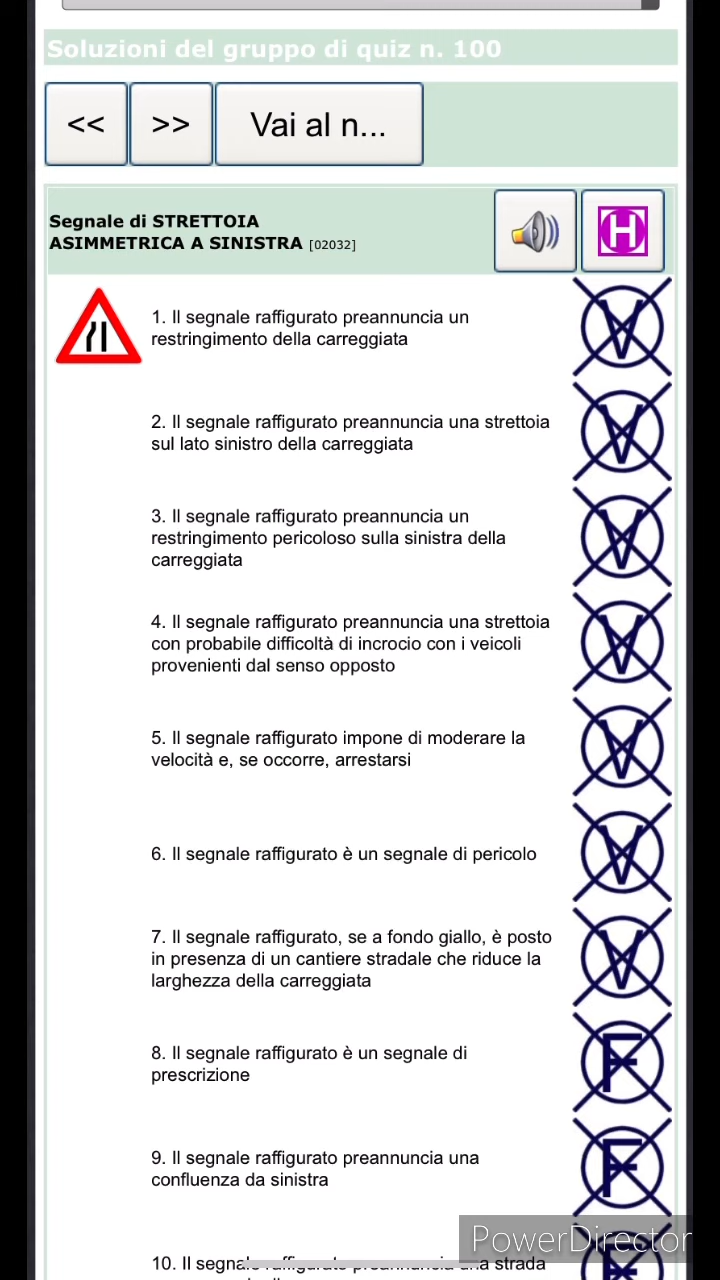 Soluzioni del gruppo di quiz n. 100
<< >> Vai al n...
Segnale di STRETTOIA
ASIMMETRICA A SINISTRA [02032]
H
1. Il segnale raffigurato preannuncia un
restringimento della carreggiata
V
2. Il segnale raffigurato preannuncia una strettoia
sul lato sinistro della carreggiata
V
3. Il segnale raffigurato preannuncia un
restringimento pericoloso sulla sinistra della
carreggiata
V
4. Il segnale raffigurato preannuncia una strettoia
con probabile difficoltà di incrocio con i veicoli
provenienti dal senso opposto
V
5. Il segnale raffigurato impone di moderare la
velocità e, se occorre, arrestarsi
V
6. Il segnale raffigurato è un segnale di pericolo
V
7. Il segnale raffigurato, se a fondo giallo, è posto
in presenza di un cantiere stradale che riduce la
larghezza della carreggiata
V
8. Il segnale raffigurato è un segnale di
prescrizione
F
9. Il segnale raffigurato preannuncia una
confluenza da sinistra
F
PowerDirector
10. Il segnale raffigurato preannuncia una strada